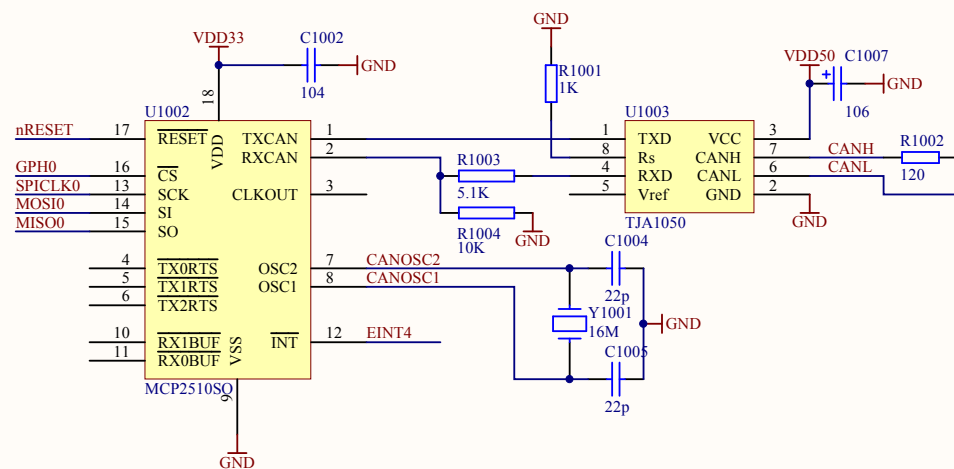 GND
VDD33
C1002
GND
104
R1001
1K
VDD50
C1007
GND
106
18
U1002
U1003
nRESET
17
RESET
VDD
TXCAN
1
1
TXD
VCC
3
RXCAN
2
8
Rs
CANH
7
CANH
R1002
120
GPH0
16
CS
R1003
5.1K
4
RXD
CANL
6
CANL
SPICLK0
13
SCK
CLKOUT
3
5
Vref
GND
2
MOSI0
14
SI
MISO0
15
SO
R1004
10K
GND
TJA1050
GND
C1004
22p
4
TX0RTS
OSC2
7
CANOSC2
5
TX1RTS
OSC1
8
CANOSC1
6
TX2RTS
Y1001
16M
GND
10
RX1BUF
VSS
INT
12
EINT4
11
RX0BUF
C1005
22p
MCP2510SO
9
GND